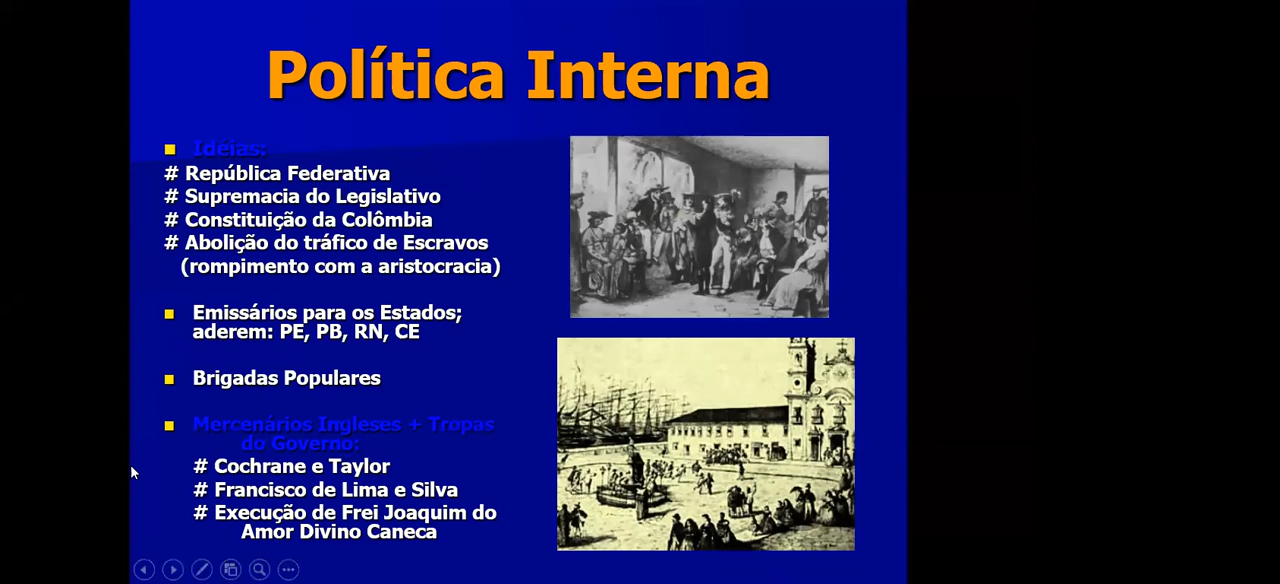 Política Interna
Idéias:
# República Federativa
# Supremacia do Legislativo
# Constituição da Colômbia
# Abolição do tráfico de Escravos
(rompimento com a aristocracia)
Emissários para os Estados;
aderem: PE, PB, RN, CE
Brigadas Populares
Mercenários Ingleses + Tropas
do Governo:
# Cochrane e Taylor
# Francisco de Lima e Silva
# Execução de Frei Joaquim do
Amor Divino Caneca